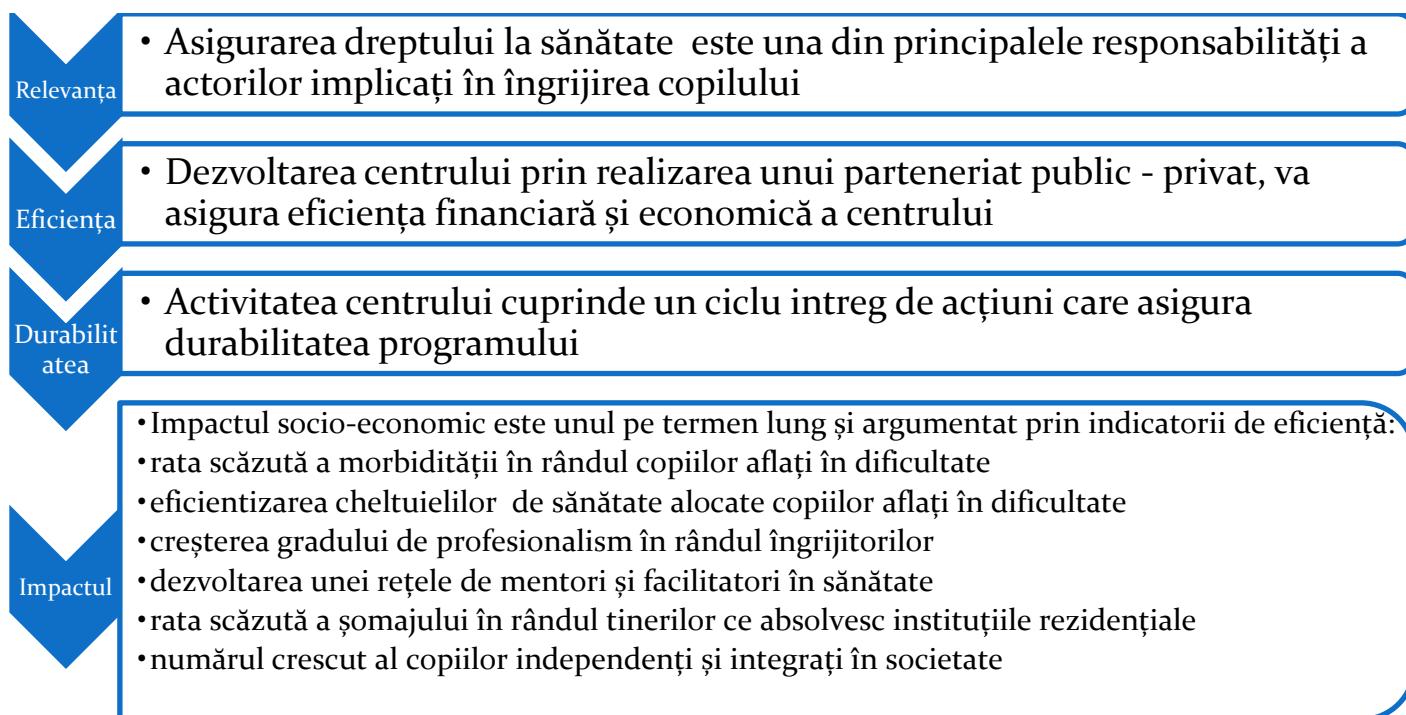 Relevanța
• Asigurarea dreptului la sănătate este una din principalele responsabilități a
actorilor implicați în îngrijirea copilului
Eficiența
• Dezvoltarea centrului prin realizarea unui parteneriat public - privat, va
asigura eficiența financiară și economică a centrului
Durabilit
atea
• Activitatea centrului cuprinde un ciclu intreg de acțiuni care asigura
durabilitatea programului
Impactul
•Impactul socio-economic este unul pe termen lung și argumentat prin indicatorii de eficiență:
•rata scăzută a morbidității în rândul copiilor aflați în dificultate
•eficientizarea cheltuielilor de sănătate alocate copiilor aflați în dificultate
•creșterea gradului de profesionalism în rândul îngrijitorilor
•dezvoltarea unei rețele de mentori și facilitatori în sănătate
•rata scăzută a șomajului în rândul tinerilor ce absolvesc instituțiile rezidențiale
•numărul crescut al copiilor independenți și integrați în societate